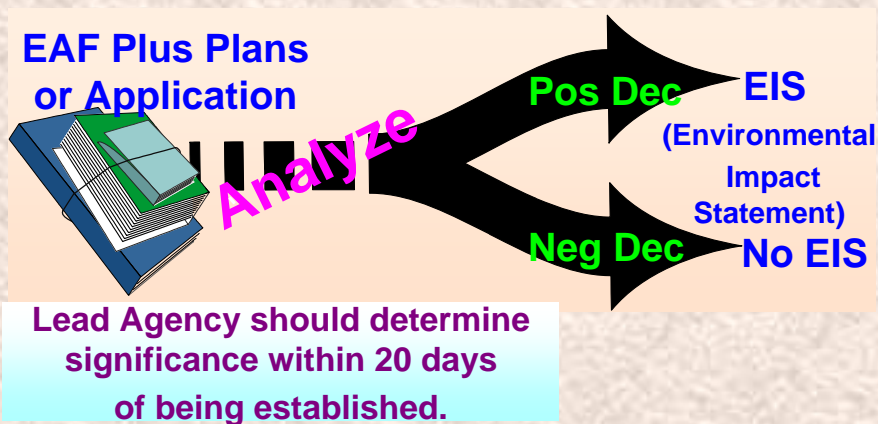 EAF Plus Plans
or Application
Analyze
Pos Dec
EIS
(Environmental
Impact
Statement)
Neg Dec
No EIS
Lead Agency should determine
significance within 20 days
of being established.